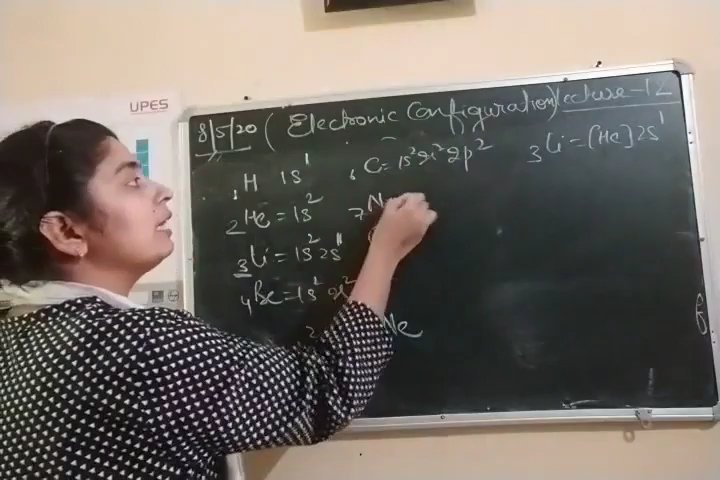 UPES
8/5/20 ( Electronic Configuration) Lecture-12
₁H 1s¹
₂He = 1s²
₃Li = 1s² 2s¹
₄Be = 1s² 2s²
2
₆C = 1s² 2s² 2p²
₇N
Ne
₃Li = [He] 2s¹